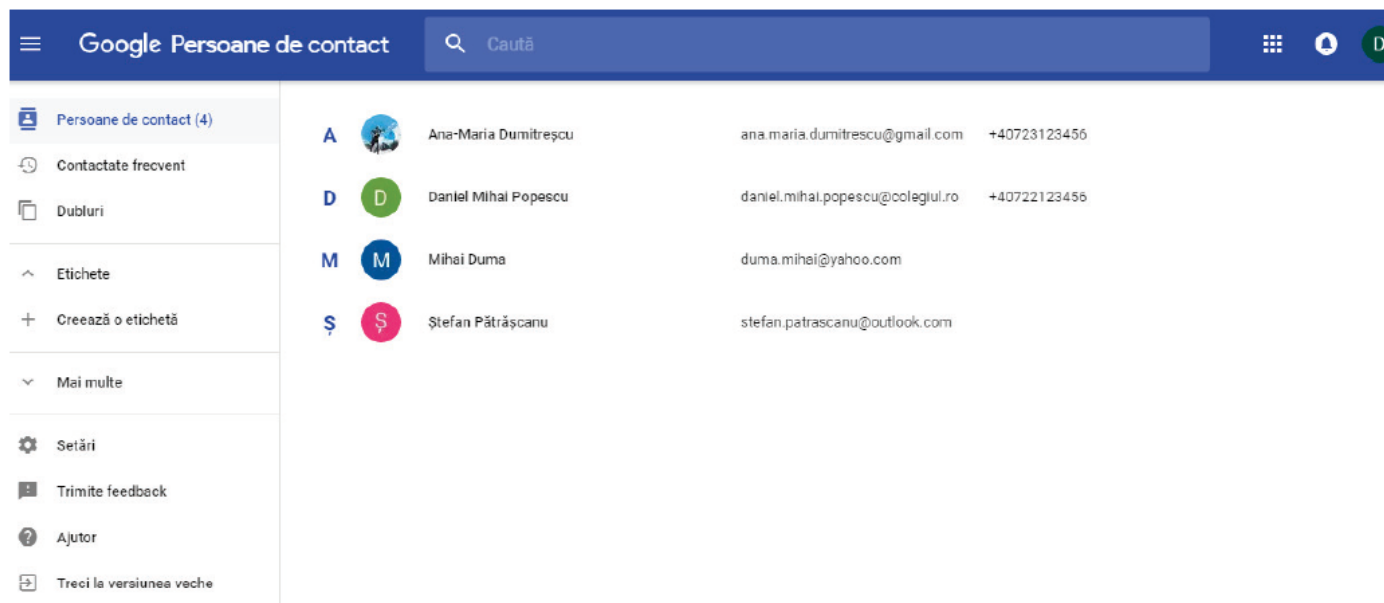 Google Persoane de contact
Caută
D
Persoane de contact (4)
Contactate frecvent
Dubluri
Etichete
Creează o etichetă
Mai multe
Setări
Trimite feedback
Ajutor
Treci la versiunea veche
A Ana-Maria Dumitrescu ana.maria.dumitrescu@gmail.com +40723123456
D D Daniel Mihai Popescu daniel.mihai.popescu@colegiul.ro +40722123456
M M Mihai Duma duma.mihai@yahoo.com
Ș Ș Ștefan Pătrășcanu stefan.patrascanu@outlook.com